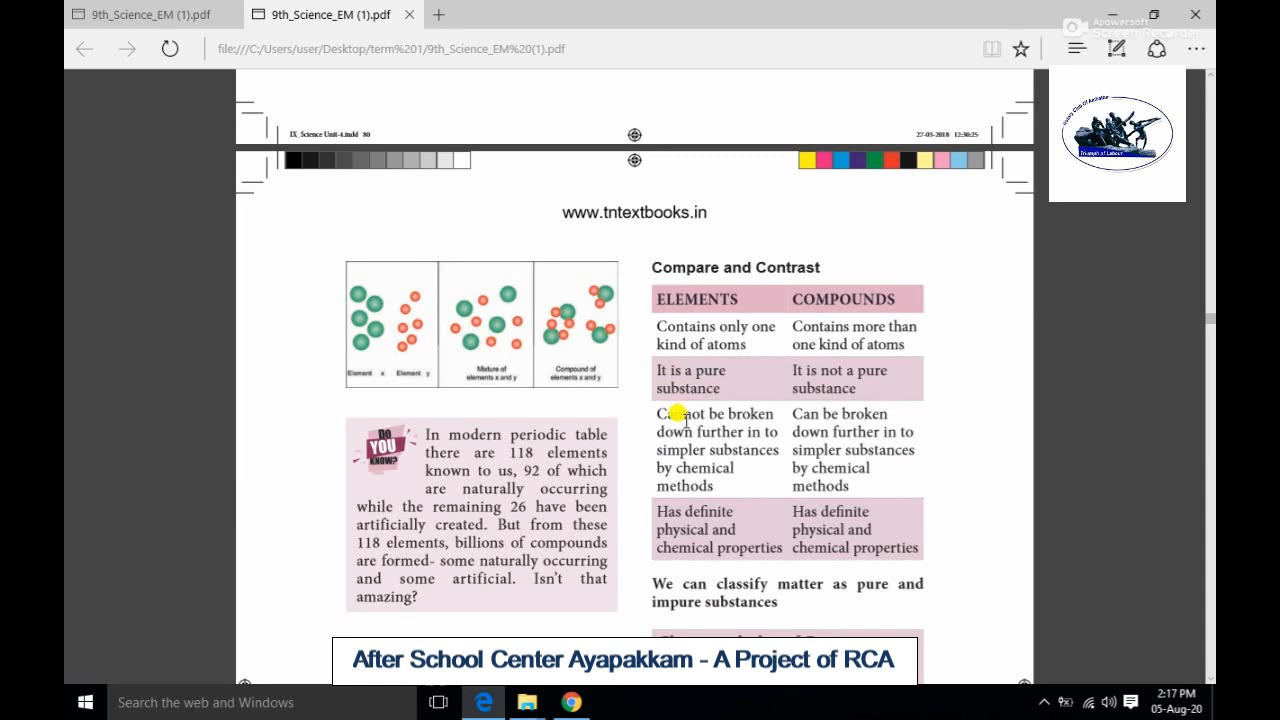 9th_Science_EM (1).pdf
9th_Science_EM (1).pdf
Apowersoft
Screen Recorder
file:///C:/Users/user/Desktop/term%201/9th_Science_EM%20(1).pdf
IX_Science Unit-4.indd 80
27-03-2018 12:30:25
Triumph of Labour
www.tntextbooks.in
Element x Element y
Mixture of
elements x and y
Compound of
elements x and y
DO
YOU
KNOW?
In modern periodic table
there are 118 elements
known to us, 92 of which
are naturally occurring
while the remaining 26 have been
artificially created. But from these
118 elements, billions of compounds
are formed- some naturally occurring
and some artificial. Isn't that
amazing?
Compare and Contrast
ELEMENTS COMPOUNDS
Contains only one
kind of atoms
Contains more than
one kind of atoms
It is a pure
substance
It is not a pure
substance
Cannot be broken
down further in to
simpler substances
by chemical
methods
Can be broken
down further in to
simpler substances
by chemical
methods
Has definite
physical and
chemical properties
Has definite
physical and
chemical properties
We can classify matter as pure and
impure substances
After School Center Ayapakkam - A Project of RCA
Search the web and Windows
2:17 PM
05-Aug-20